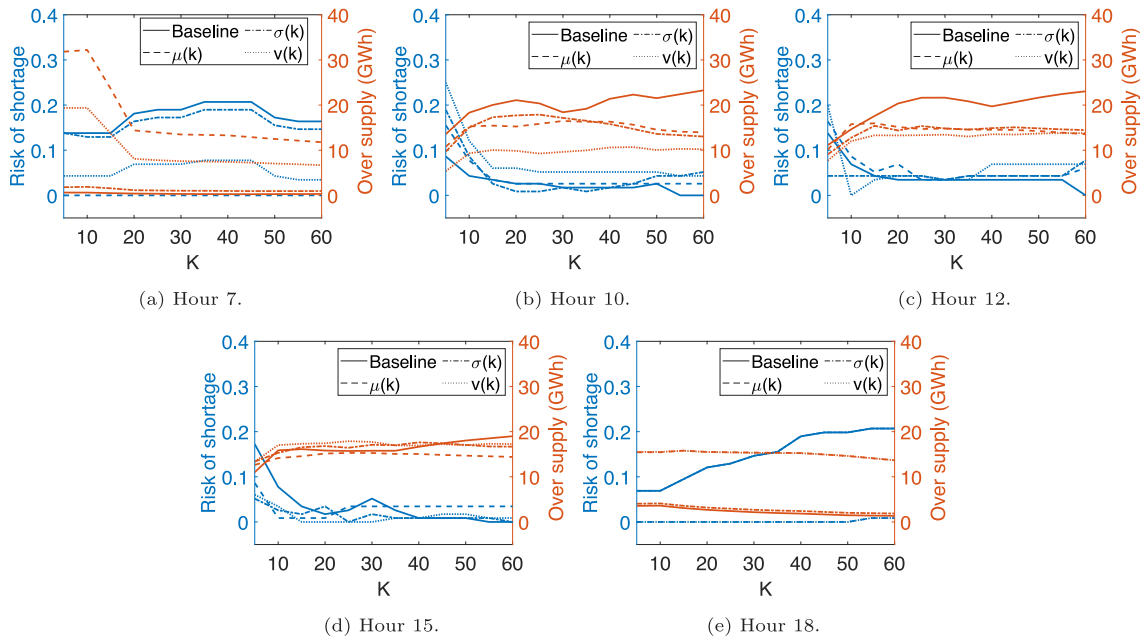 0.4
0.3
0.2
0.1
0
Risk of shortage
Baseline
μ(k)
σ(k)
v(k)
40
30
20
10
0
Over supply (GWh)
10 20 30 40 50 60
K
(a) Hour 7.
0.4
0.3
0.2
0.1
0
Risk of shortage
Baseline
μ(k)
σ(k)
v(k)
40
30
20
10
0
Over supply (GWh)
10 20 30 40 50 60
K
(b) Hour 10.
0.4
0.3
0.2
0.1
0
Risk of shortage
Baseline
μ(k)
σ(k)
v(k)
40
30
20
10
0
Over supply (GWh)
10 20 30 40 50 60
K
(c) Hour 12.
0.4
0.3
0.2
0.1
0
Risk of shortage
Baseline
μ(k)
σ(k)
v(k)
40
30
20
10
0
Over supply (GWh)
10 20 30 40 50 60
K
(d) Hour 15.
0.4
0.3
0.2
0.1
0
Risk of shortage
Baseline
μ(k)
σ(k)
v(k)
40
30
20
10
0
Over supply (GWh)
10 20 30 40 50 60
K
(e) Hour 18.